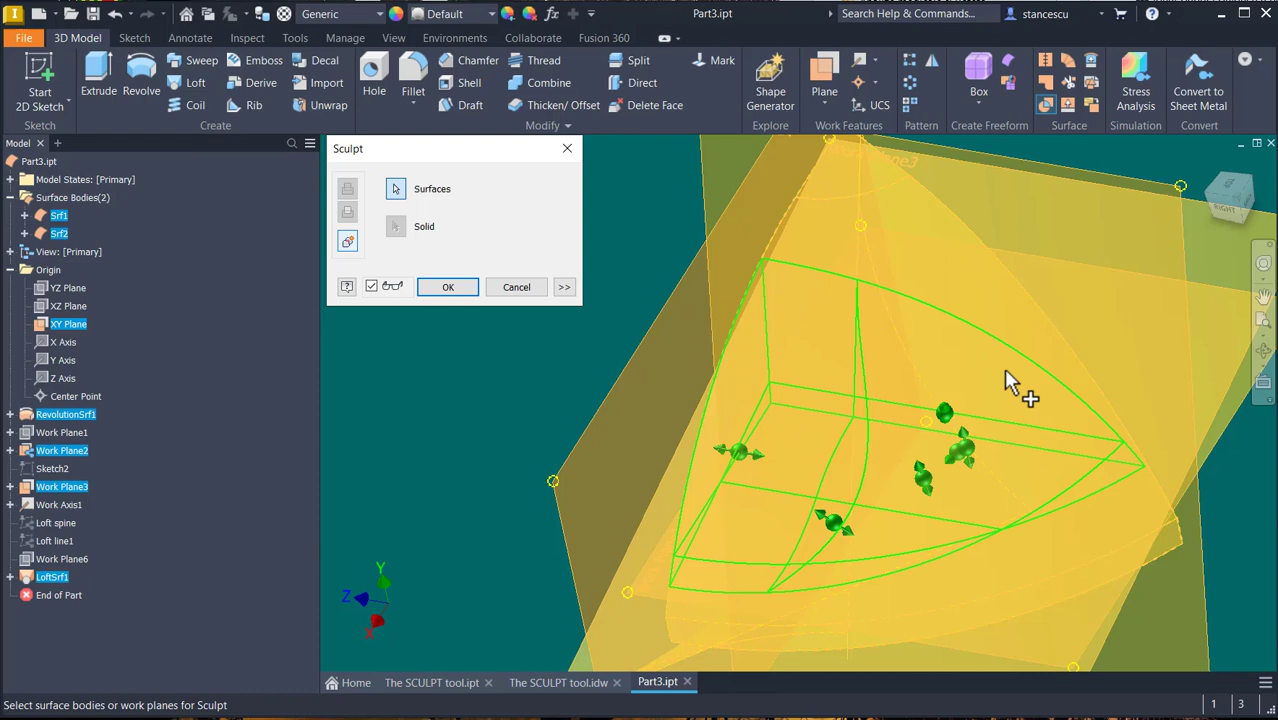 Generic
Default
Part3.ipt
Search Help & Commands...
stancescu
File
3D Model
Sketch
Annotate
Inspect
Tools
Manage
View
Environments
Collaborate
Fusion 360
Start
2D Sketch
Extrude
Revolve
Sweep
Emboss
Decal
Loft
Derive
Import
Coil
Rib
Unwrap
Hole
Fillet
Chamfer
Thread
Split
Mark
Shell
Combine
Direct
Draft
Thicken/ Offset
Delete Face
Shape
Generator
Plane
UCS
Box
Stress
Analysis
Convert to
Sheet Metal
Sketch
Create
Modify
Explore
Work Features
Pattern
Create Freeform
Surface
Simulation
Convert
Model
Part3.ipt
Model States: [Primary]
Surface Bodies(2)
Srf1
Srf2
View: [Primary]
Origin
YZ Plane
XZ Plane
XY Plane
X Axis
Y Axis
Z Axis
Center Point
RevolutionSrf1
Work Plane1
Work Plane2
Sketch2
Work Plane3
Work Axis1
Loft spine
Loft line1
Work Plane6
LoftSrf1
End of Part
Sculpt
Surfaces
Solid
OK
Cancel
>>
RIGHT
Y
Z
X
Home
The SCULPT tool.ipt
The SCULPT tool.idw
Part3.ipt
Select surface bodies or work planes for Sculpt
1
3